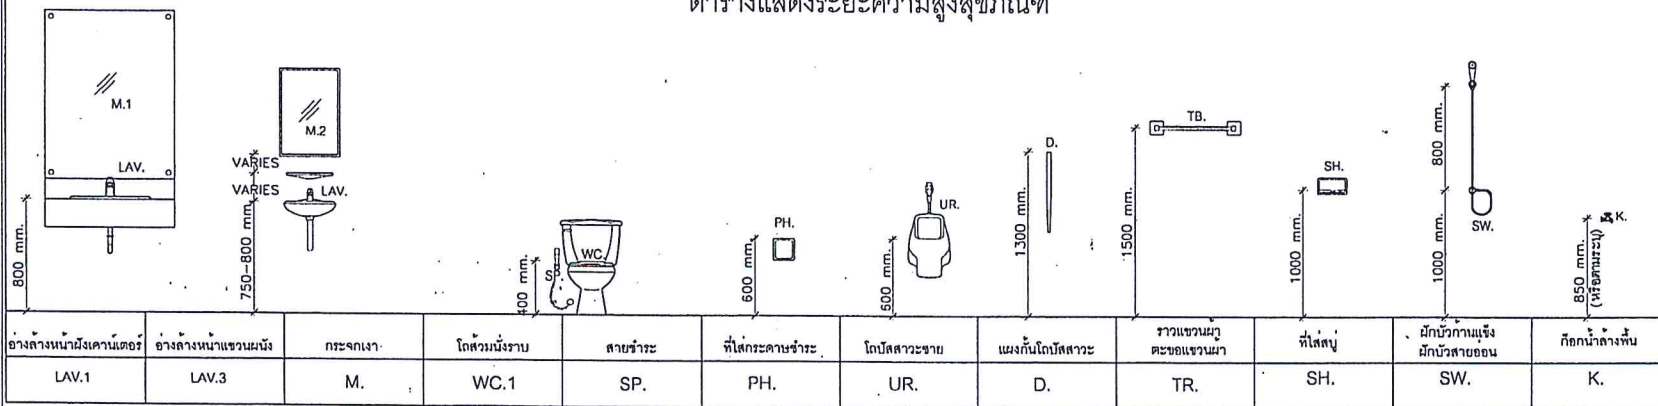 ตารางแสดงระยะความสูงสุขภัณฑ์
M.1
LAV.
800 mm.
M.2
VARIES
VARIES
LAV.
750-800 mm.
WC
S
400 mm.
PH.
600 mm.
UR.
600 mm.
D.
1300 mm.
TB.
1500 mm.
SH.
1000 mm.
800 mm.
1000 mm.
SW.
K.
850 mm.
(หรือตามระบุ)
อ่างล้างหน้าฝังเคาน์เตอร์ อ่างล้างหน้าแขวนผนัง กระจกเงา โถส้วมนั่งราบ สายชำระ ที่ใส่กระดาษชำระ โถปัสสาวะชาย แผงกั้นโถปัสสาวะ ราวแขวนผ้า ที่ใส่สบู่ ฝักบัวก้านแข็ง ก๊อกน้ำล้างพื้น
ตะขอแขวนผ้า ฝักบัวสายอ่อน
LAV.1 LAV.3 M. WC.1 SP. PH. UR. D. TR. SH. SW. K.